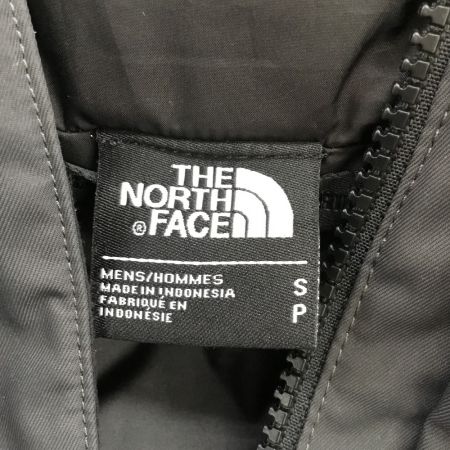 THE
NORTH
®FACE
MENS/HOMMES
MADE IN INDONESIA
FABRIQUÉ EN
INDONÉSIE
S
P